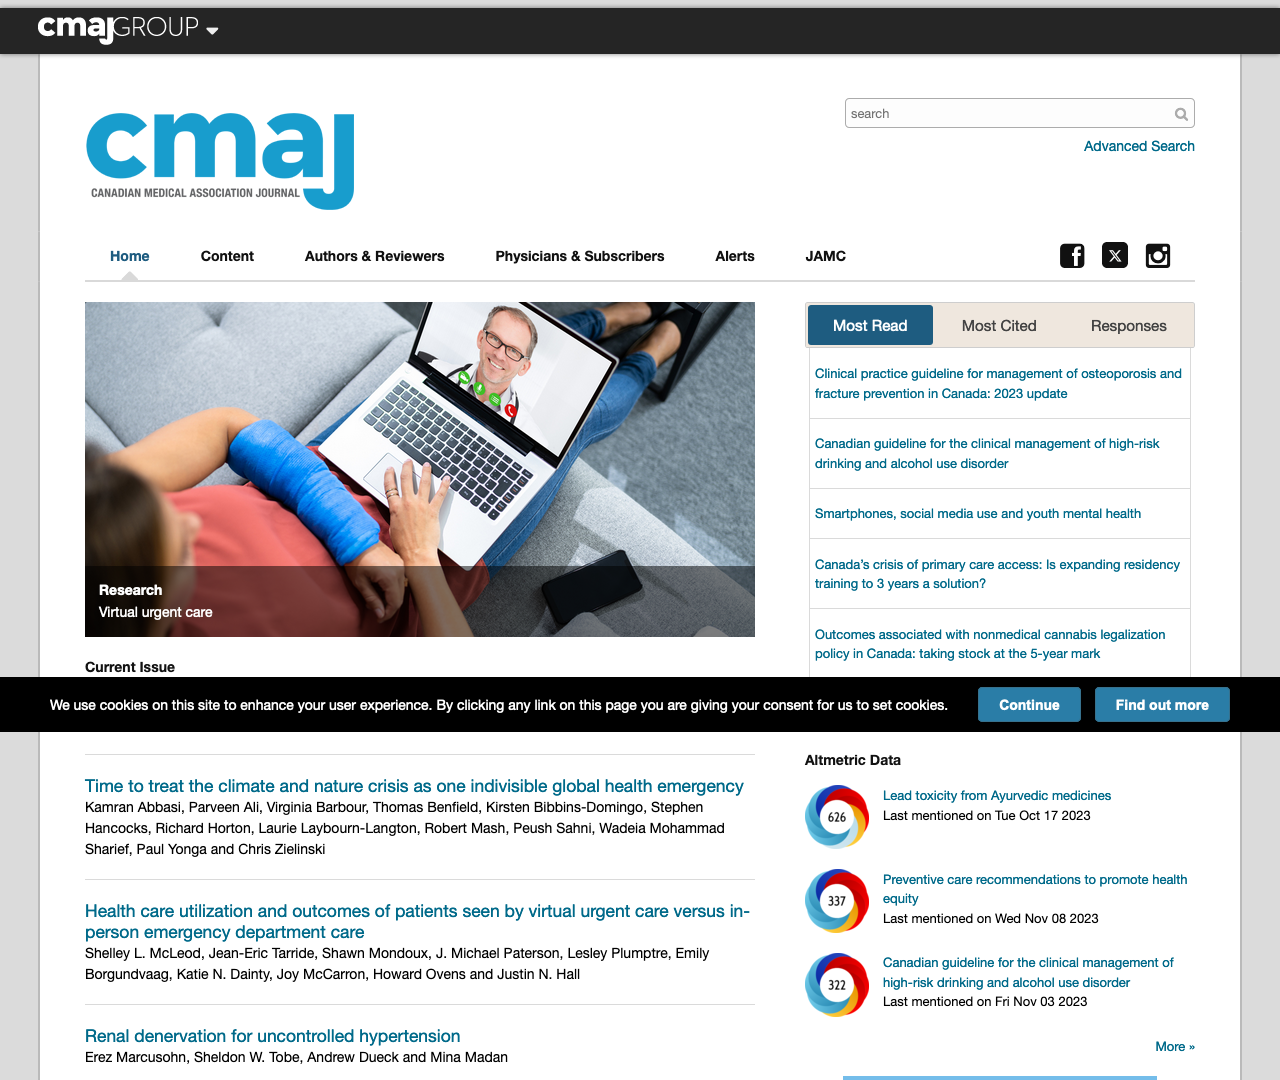 cmajGROUP
cmaj
CANADIAN MEDICAL ASSOCIATION JOURNAL
search
Advanced Search
Home
Content
Authors & Reviewers
Physicians & Subscribers
Alerts
JAMC
Research
Virtual urgent care
Current Issue
Most Read
Most Cited
Responses
Clinical practice guideline for management of osteoporosis and
fracture prevention in Canada: 2023 update
Canadian guideline for the clinical management of high-risk
drinking and alcohol use disorder
Smartphones, social media use and youth mental health
Canada’s crisis of primary care access: Is expanding residency
training to 3 years a solution?
Outcomes associated with nonmedical cannabis legalization
policy in Canada: taking stock at the 5-year mark
We use cookies on this site to enhance your user experience. By clicking any link on this page you are giving your consent for us to set cookies.
Continue
Find out more
Time to treat the climate and nature crisis as one indivisible global health emergency
Kamran Abbasi, Parveen Ali, Virginia Barbour, Thomas Benfield, Kirsten Bibbins-Domingo, Stephen
Hancocks, Richard Horton, Laurie Laybourn-Langton, Robert Mash, Peush Sahni, Wadeia Mohammad
Sharief, Paul Yonga and Chris Zielinski
Health care utilization and outcomes of patients seen by virtual urgent care versus in-
person emergency department care
Shelley L. McLeod, Jean-Eric Tarride, Shawn Mondoux, J. Michael Paterson, Lesley Plumptre, Emily
Borgundvaag, Katie N. Dainty, Joy McCarron, Howard Ovens and Justin N. Hall
Renal denervation for uncontrolled hypertension
Erez Marcusohn, Sheldon W. Tobe, Andrew Dueck and Mina Madan
Altmetric Data
626
Lead toxicity from Ayurvedic medicines
Last mentioned on Tue Oct 17 2023
337
Preventive care recommendations to promote health
equity
Last mentioned on Wed Nov 08 2023
322
Canadian guideline for the clinical management of
high-risk drinking and alcohol use disorder
Last mentioned on Fri Nov 03 2023
More »